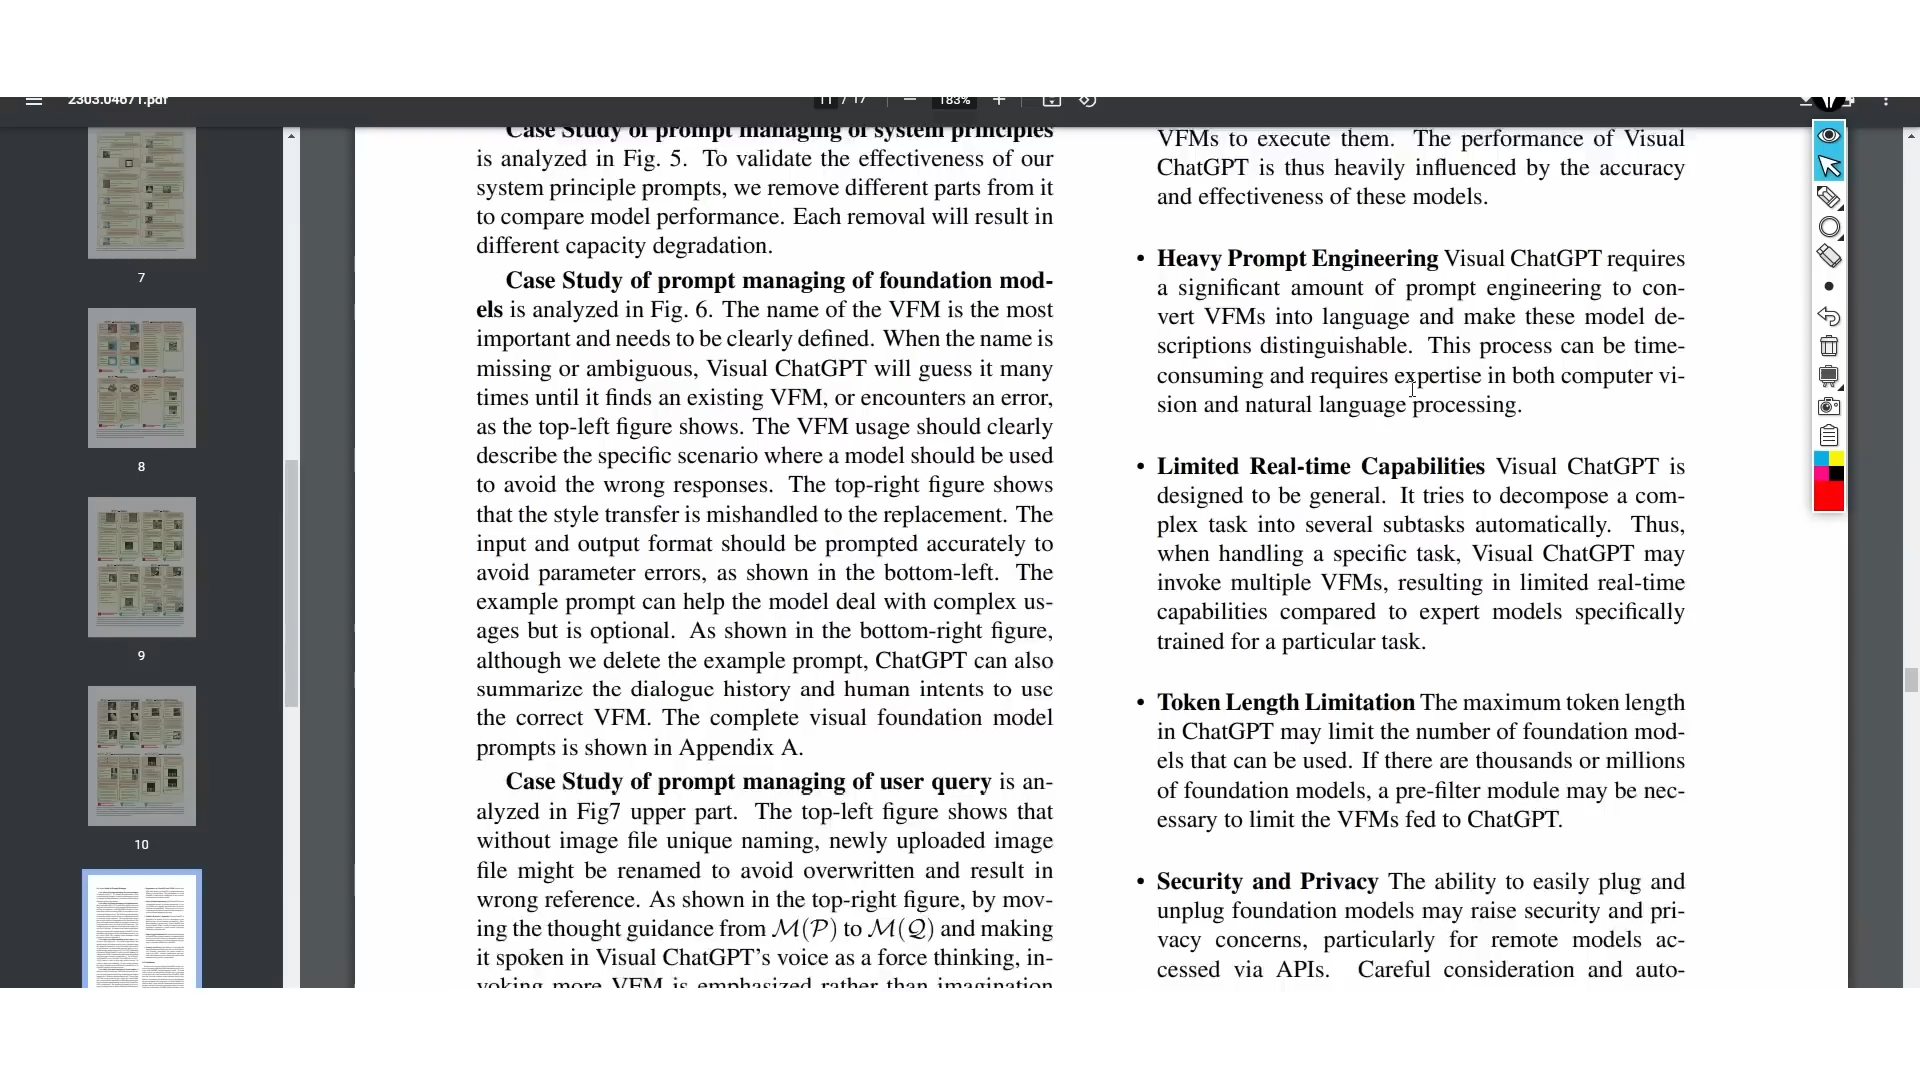 2303.04671.pdf
11 / 17
183%
7
8
9
10
Case Study of prompt managing of system principles
is analyzed in Fig. 5. To validate the effectiveness of our
system principle prompts, we remove different parts from it
to compare model performance. Each removal will result in
different capacity degradation.
Case Study of prompt managing of foundation mod-
els is analyzed in Fig. 6. The name of the VFM is the most
important and needs to be clearly defined. When the name is
missing or ambiguous, Visual ChatGPT will guess it many
times until it finds an existing VFM, or encounters an error,
as the top-left figure shows. The VFM usage should clearly
describe the specific scenario where a model should be used
to avoid the wrong responses. The top-right figure shows
that the style transfer is mishandled to the replacement. The
input and output format should be prompted accurately to
avoid parameter errors, as shown in the bottom-left. The
example prompt can help the model deal with complex us-
ages but is optional. As shown in the bottom-right figure,
although we delete the example prompt, ChatGPT can also
summarize the dialogue history and human intents to use
the correct VFM. The complete visual foundation model
prompts is shown in Appendix A.
Case Study of prompt managing of user query is an-
alyzed in Fig7 upper part. The top-left figure shows that
without image file unique naming, newly uploaded image
file might be renamed to avoid overwritten and result in
wrong reference. As shown in the top-right figure, by mov-
ing the thought guidance from M(P) to M(Q) and making
it spoken in Visual ChatGPT's voice as a force thinking, in-
voking more VFM is emphasized rather than imagination
VFMs to execute them. The performance of Visual
ChatGPT is thus heavily influenced by the accuracy
and effectiveness of these models.
• Heavy Prompt Engineering Visual ChatGPT requires
a significant amount of prompt engineering to con-
vert VFMs into language and make these model de-
scriptions distinguishable. This process can be time-
consuming and requires expertise in both computer vi-
sion and natural language processing.
• Limited Real-time Capabilities Visual ChatGPT is
designed to be general. It tries to decompose a com-
plex task into several subtasks automatically. Thus,
when handling a specific task, Visual ChatGPT may
invoke multiple VFMs, resulting in limited real-time
capabilities compared to expert models specifically
trained for a particular task.
• Token Length Limitation The maximum token length
in ChatGPT may limit the number of foundation mod-
els that can be used. If there are thousands or millions
of foundation models, a pre-filter module may be nec-
essary to limit the VFMs fed to ChatGPT.
• Security and Privacy The ability to easily plug and
unplug foundation models may raise security and pri-
vacy concerns, particularly for remote models ac-
cessed via APIs. Careful consideration and auto-